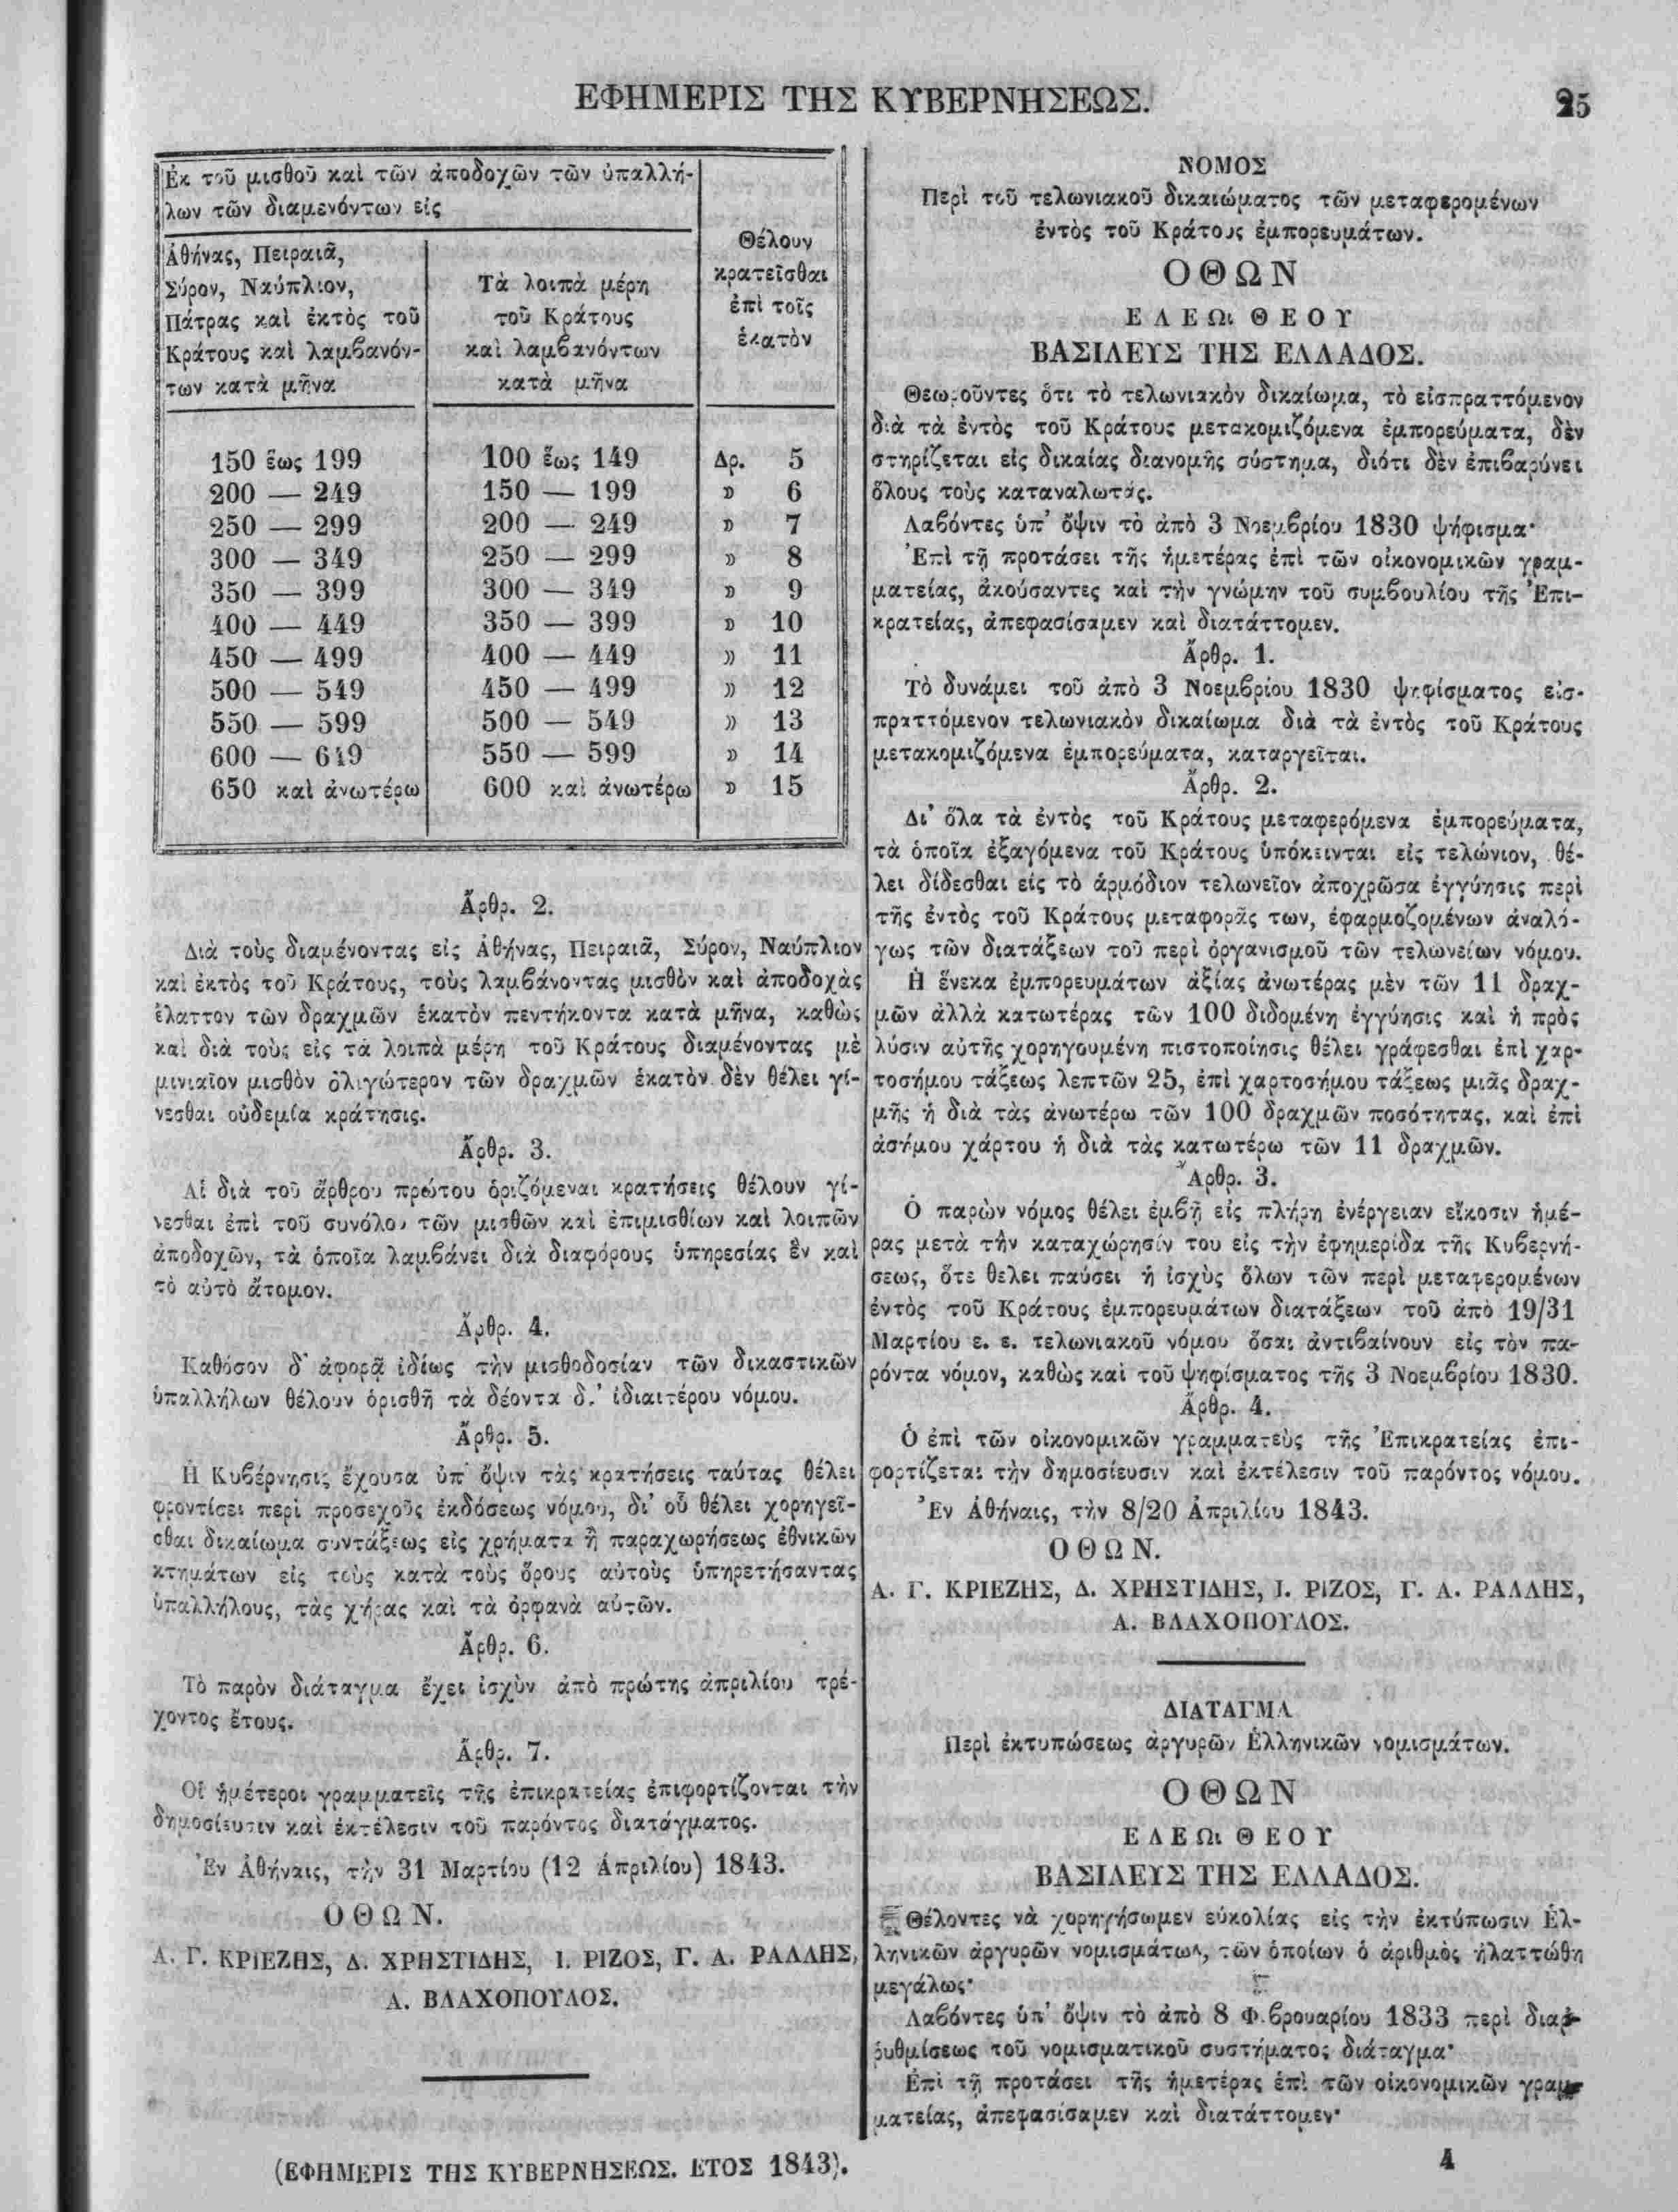 ΕΦΗΜΕΡΙΣ ΤΗΣ ΚΥΒΕΡΝΗΣΕΩΣ.
25
Ἐκ τοῦ μισθοῦ καὶ τῶν ἀποδοχῶν τῶν ὑπαλλή-
λων τῶν διαμενόντων εἰς
Ἀθήνας, Πειραιᾶ,
Σύρον, Ναύπλιον,
Πάτρας καὶ ἐκτὸς τοῦ
Κράτους καὶ λαμβανόν-
των κατὰ μῆνα
Τὰ λοιπὰ μέρη
τοῦ Κράτους
καὶ λαμβανόντων
κατὰ μῆνα
Θέλουν
κρατεῖσθαι
ἐπὶ τοῖς
ἑκατὸν
150 ἕως 199 100 ἕως 149 Δρ. 5
200 — 249 150 — 199 » 6
250 — 299 200 — 249 » 7
300 — 349 250 — 299 » 8
350 — 399 300 — 349 » 9
400 — 449 350 — 399 » 10
450 — 499 400 — 449 » 11
500 — 549 450 — 499 » 12
550 — 599 500 — 549 » 13
600 — 649 550 — 599 » 14
650 καὶ ἀνωτέρω 600 καὶ ἀνωτέρω » 15
Ἄρθρ. 2.
Διὰ τοὺς διαμένοντας εἰς Ἀθήνας, Πειραιᾶ, Σύρον, Ναύπλιον
καὶ ἐκτὸς τοῦ Κράτους, τοὺς λαμβάνοντας μισθὸν καὶ ἀποδοχὰς
ἔλαττον τῶν δραχμῶν ἑκατὸν πεντήκοντα κατὰ μῆνα, καθὼς
καὶ διὰ τοὺς εἰς τὰ λοιπὰ μέρη τοῦ Κράτους διαμένοντας μὲ
μινιαῖον μισθὸν ὀλιγώτερον τῶν δραχμῶν ἑκατὸν δὲν θέλει γί-
νεσθαι οὐδεμία κράτησις.
Ἄρθρ. 3.
Αἱ διὰ τοῦ ἄρθρου πρώτου ὁριζόμεναι κρατήσεις θέλουν γί-
νεσθαι ἐπὶ τοῦ συνόλου τῶν μισθῶν καὶ ἐπιμισθίων καὶ λοιπῶν
ἀποδοχῶν, τὰ ὁποῖα λαμβάνει διὰ διαφόρους ὑπηρεσίας ἓν καὶ
τὸ αὐτὸ ἄτομον.
Ἄρθρ. 4.
Καθόσον δ' ἀφορᾷ ἰδίως τὴν μισθοδοσίαν τῶν δικαστικῶν
ὑπαλλήλων θέλουν ὁρισθῆ τὰ δέοντα δι' ἰδιαιτέρου νόμου.
Ἄρθρ. 5.
Ἡ Κυβέρνησις ἔχουσα ὑπ' ὄψιν τὰς κρατήσεις ταύτας θέλει
φροντίσει περὶ προσεχοῦς ἐκδόσεως νόμου, δι' οὗ θέλει χορηγεῖ-
σθαι δικαίωμα συντάξεως εἰς χρήματα ἢ παραχωρήσεως ἐθνικῶν
κτημάτων εἰς τοὺς κατὰ τοὺς ὅρους αὐτοὺς ὑπηρετήσαντας
ὑπαλλήλους, τὰς χήρας καὶ τὰ ὀρφανὰ αὐτῶν.
Ἄρθρ. 6.
Τὸ παρὸν διάταγμα ἔχει ἰσχὺν ἀπὸ πρώτης ἀπριλίου τρέ-
χοντος ἔτους.
Ἄρθρ. 7.
Οἱ ἡμέτεροι γραμματεῖς τῆς ἐπικρατείας ἐπιφορτίζονται τὴν
δημοσίευσιν καὶ ἐκτέλεσιν τοῦ παρόντος διατάγματος.
Ἐν Ἀθήναις, τὴν 31 Μαρτίου (12 Ἀπριλίου) 1843.
ΟΘΩΝ.
Α. Γ. ΚΡΙΕΖΗΣ, Δ. ΧΡΗΣΤΙΔΗΣ, Ι. ΡΙΖΟΣ, Γ. Α. ΡΑΛΛΗΣ,
Α. ΒΛΑΧΟΠΟΥΛΟΣ.
(ΕΦΗΜΕΡΙΣ ΤΗΣ ΚΥΒΕΡΝΗΣΕΩΣ. ΕΤΟΣ 1843).
ΝΟΜΟΣ
Περὶ τοῦ τελωνιακοῦ δικαιώματος τῶν μεταφερομένων
ἐντὸς τοῦ Κράτους ἐμπορευμάτων.
ΟΘΩΝ
ΕΛΕΩι ΘΕΟΥ
ΒΑΣΙΛΕΥΣ ΤΗΣ ΕΛΛΑΔΟΣ.
Θεωροῦντες ὅτι τὸ τελωνιακὸν δικαίωμα, τὸ εἰσπραττόμενον
διὰ τὰ ἐντὸς τοῦ Κράτους μετακομιζόμενα ἐμπορεύματα, δὲν
στηρίζεται εἰς δικαίας διανομῆς σύστημα, διότι δὲν ἐπιβαρύνει
ὅλους τοὺς καταναλωτάς.
Λαβόντες ὑπ' ὄψιν τὸ ἀπὸ 3 Νοεμβρίου 1830 ψήφισμα·
Ἐπὶ τῇ προτάσει τῆς ἡμετέρας ἐπὶ τῶν οἰκονομικῶν γραμ-
ματείας, ἀκούσαντες καὶ τὴν γνώμην τοῦ συμβουλίου τῆς Ἐπι-
κρατείας, ἀπεφασίσαμεν καὶ διατάττομεν.
Ἄρθρ. 1.
Τὸ δυνάμει τοῦ ἀπὸ 3 Νοεμβρίου 1830 ψηφίσματος εἰσ-
πραττόμενον τελωνιακὸν δικαίωμα διὰ τὰ ἐντὸς τοῦ Κράτους
μετακομιζόμενα ἐμπορεύματα, καταργεῖται.
Ἄρθρ. 2.
Δι' ὅλα τὰ ἐντὸς τοῦ Κράτους μεταφερόμενα ἐμπορεύματα,
τὰ ὁποῖα ἐξαγόμενα τοῦ Κράτους ὑπόκεινται εἰς τελώνιον, θέ-
λει δίδεσθαι εἰς τὸ ἁρμόδιον τελωνεῖον ἀποχρῶσα ἐγγύησις περὶ
τῆς ἐντὸς τοῦ Κράτους μεταφορᾶς των, ἐφαρμοζομένων ἀναλό-
γως τῶν διατάξεων τοῦ περὶ ὀργανισμοῦ τῶν τελωνείων νόμου.
Ἡ ἕνεκα ἐμπορευμάτων ἀξίας ἀνωτέρας μὲν τῶν 11 δραχ-
μῶν ἀλλὰ κατωτέρας τῶν 100 διδομένη ἐγγύησις καὶ ἡ πρὸς
λύσιν αὐτῆς χορηγουμένη πιστοποίησις θέλει γράφεσθαι ἐπὶ χαρ-
τοσήμου τάξεως λεπτῶν 25, ἐπὶ χαρτοσήμου τάξεως μιᾶς δραχ-
μῆς ἡ διὰ τὰς ἀνωτέρω τῶν 100 δραχμῶν ποσότητας, καὶ ἐπὶ
ἀσήμου χάρτου ἡ διὰ τὰς κατωτέρω τῶν 11 δραχμῶν.
Ἄρθρ. 3.
Ὁ παρὼν νόμος θέλει ἐμβῇ εἰς πλήρη ἐνέργειαν εἴκοσιν ἡμέ-
ρας μετὰ τὴν καταχώρησίν του εἰς τὴν ἐφημερίδα τῆς Κυβερνή-
σεως, ὅτε θέλει παύσει ἡ ἰσχὺς ὅλων τῶν περὶ μεταφερομένων
ἐντὸς τοῦ Κράτους ἐμπορευμάτων διατάξεων τοῦ ἀπὸ 19/31
Μαρτίου ε. ε. τελωνιακοῦ νόμου ὅσαι ἀντιβαίνουν εἰς τὸν πα-
ρόντα νόμον, καθὼς καὶ τοῦ ψηφίσματος τῆς 3 Νοεμβρίου 1830.
Ἄρθρ. 4.
Ὁ ἐπὶ τῶν οἰκονομικῶν γραμματεὺς τῆς Ἐπικρατείας ἐπι-
φορτίζεται τὴν δημοσίευσιν καὶ ἐκτέλεσιν τοῦ παρόντος νόμου.
Ἐν Ἀθήναις, τὴν 8/20 Ἀπριλίου 1843.
ΟΘΩΝ.
Α. Γ. ΚΡΙΕΖΗΣ, Δ. ΧΡΗΣΤΙΔΗΣ, Ι. ΡΙΖΟΣ, Γ. Α. ΡΑΛΛΗΣ,
Α. ΒΛΑΧΟΠΟΥΛΟΣ.
ΔΙΑΤΑΓΜΑ
Περὶ ἐκτυπώσεως ἀργυρῶν Ἑλληνικῶν νομισμάτων.
ΟΘΩΝ
ΕΛΕΩι ΘΕΟΥ
ΒΑΣΙΛΕΥΣ ΤΗΣ ΕΛΛΑΔΟΣ.
Θέλοντες νὰ χορηγήσωμεν εὐκολίας εἰς τὴν ἐκτύπωσιν Ἑλ-
ληνικῶν ἀργυρῶν νομισμάτων, τῶν ὁποίων ὁ ἀριθμὸς ἠλαττώθη
μεγάλως·
Λαβόντες ὑπ' ὄψιν τὸ ἀπὸ 8 Φεβρουαρίου 1833 περὶ διαρ-
ρυθμίσεως τοῦ νομισματικοῦ συστήματος διάταγμα·
Ἐπὶ τῇ προτάσει τῆς ἡμετέρας ἐπὶ τῶν οἰκονομικῶν γραμ-
ματείας, ἀπεφασίσαμεν καὶ διατάττομεν·
4